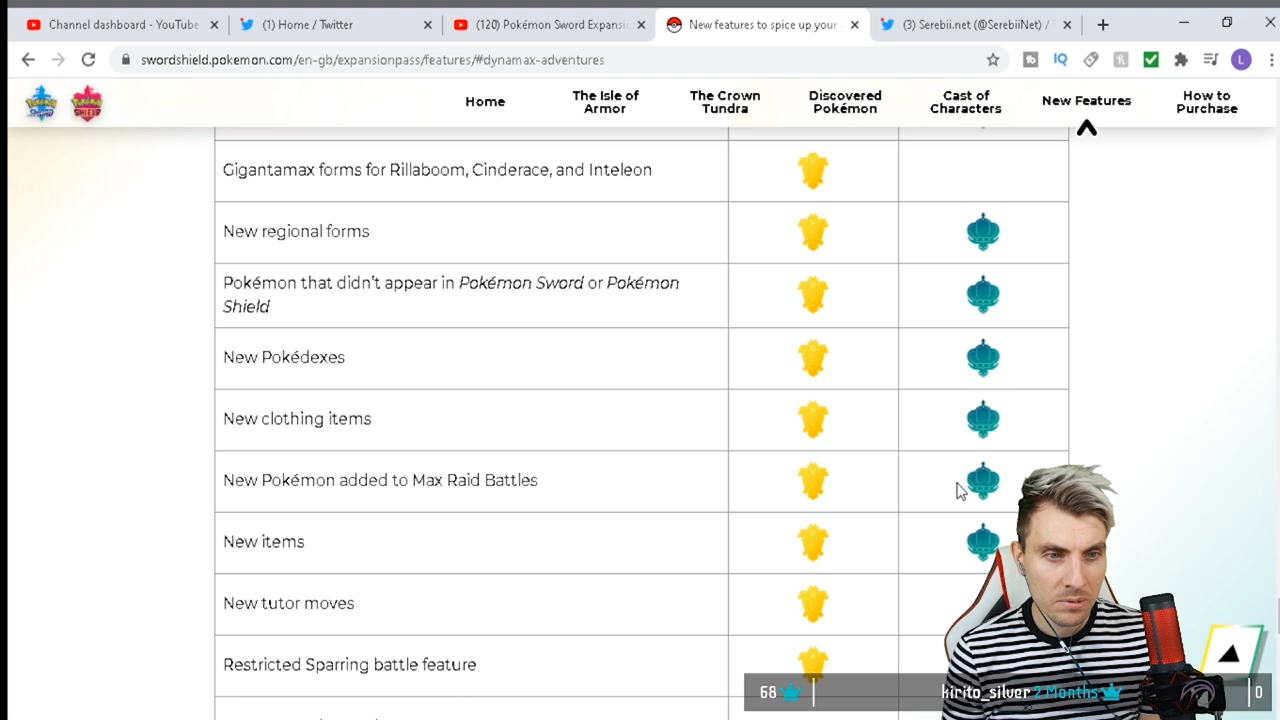 Channel dashboard - YouTube
(1) Home / Twitter
(120) Pokémon Sword Expansi
New features to spice up your
(3) Serebii.net (@SerebiiNet) /
swordshield.pokemon.com/en-gb/expansionpass/features/#dynamax-adventures
IQ
L
Home
The Isle of
Armor
The Crown
Tundra
Discovered
Pokémon
Cast of
Characters
New Features
How to
Purchase
Gigantamax forms for Rillaboom, Cinderace, and Inteleon
New regional forms
Pokémon that didn't appear in Pokémon Sword or Pokémon
Shield
New Pokédexes
New clothing items
New Pokémon added to Max Raid Battles
New items
New tutor moves
Restricted Sparring battle feature
68
kirito_silver 2 Months
0